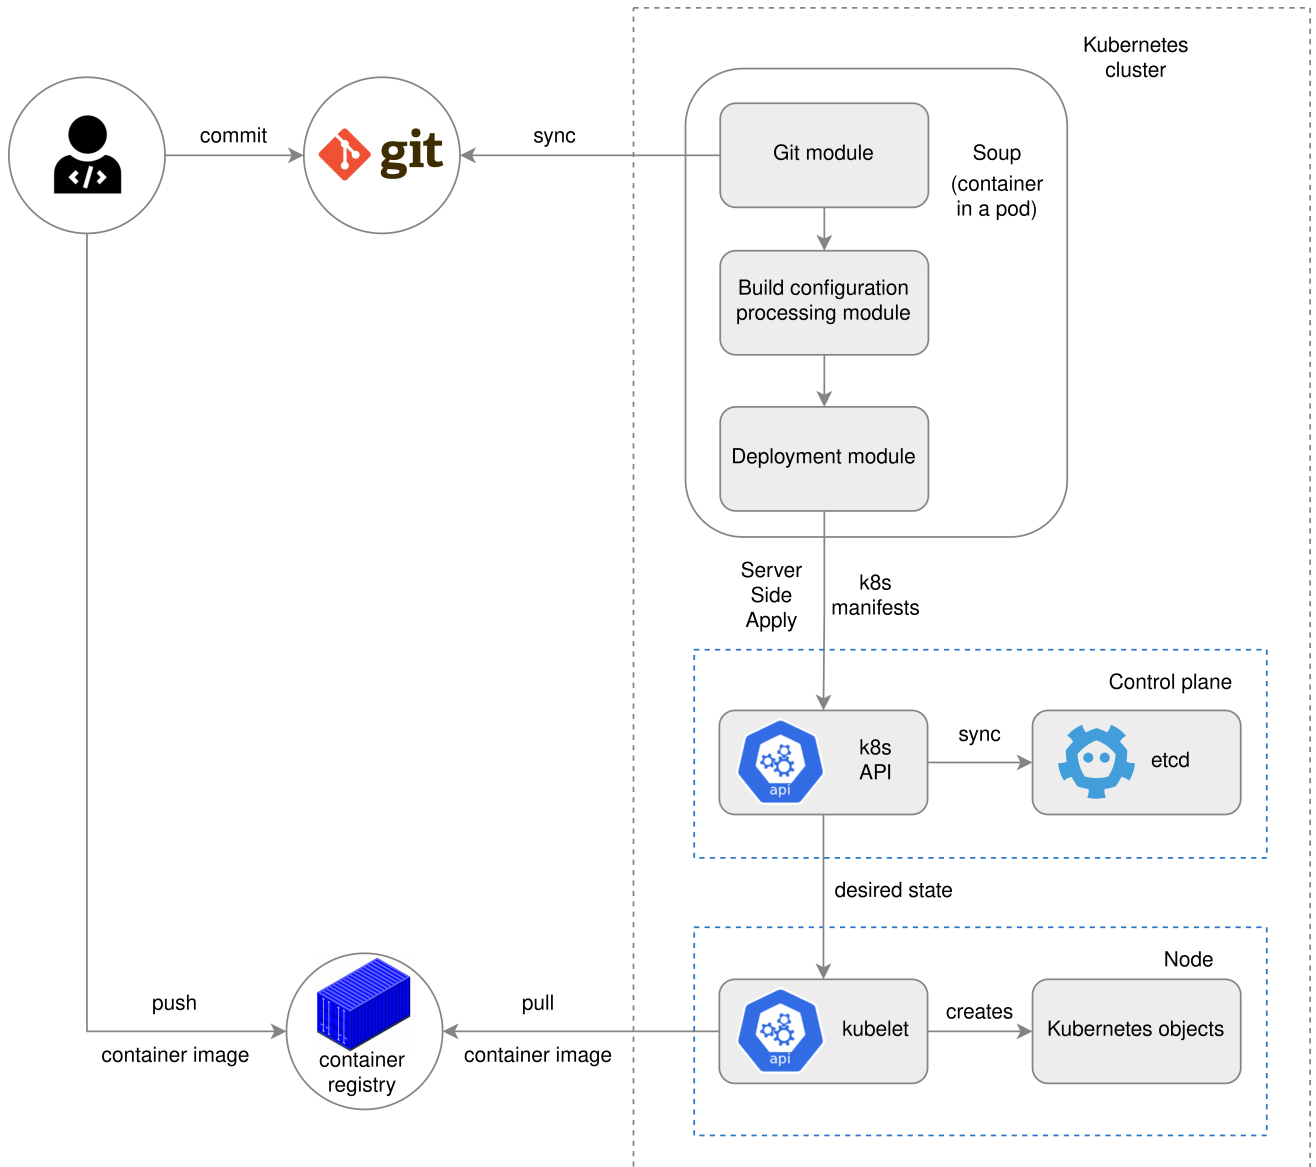 Kubernetes
cluster
commit
git
sync
Git module
Soup
(container
in a pod)
Build configuration
processing module
Deployment module
Server
Side
Apply
k8s
manifests
Control plane
k8s
API
api
sync
etcd
desired state
Node
push
container image
container
registry
pull
container image
api
kubelet
creates
Kubernetes objects